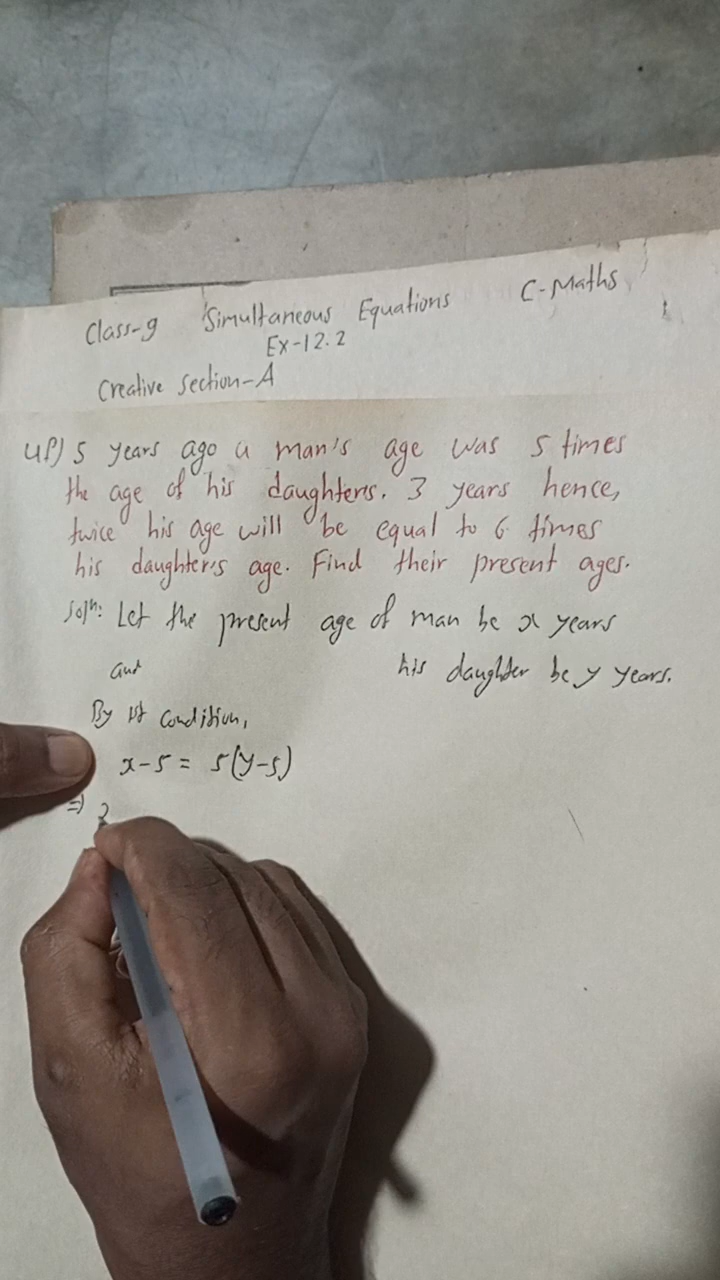 Class-9 Simultaneous Equations C-Maths
Ex-12.2
Creative Section-A
4P) 5 years ago a man's age was 5 times
the age of his daughters. 3 years hence,
twice his age will be equal to 6 times
his daughter's age. Find their present ages.
Solⁿ: Let the present age of man be x years
and his daughter be y years.
By 1st Condition,
x-5 = 5(y-5)
⇒